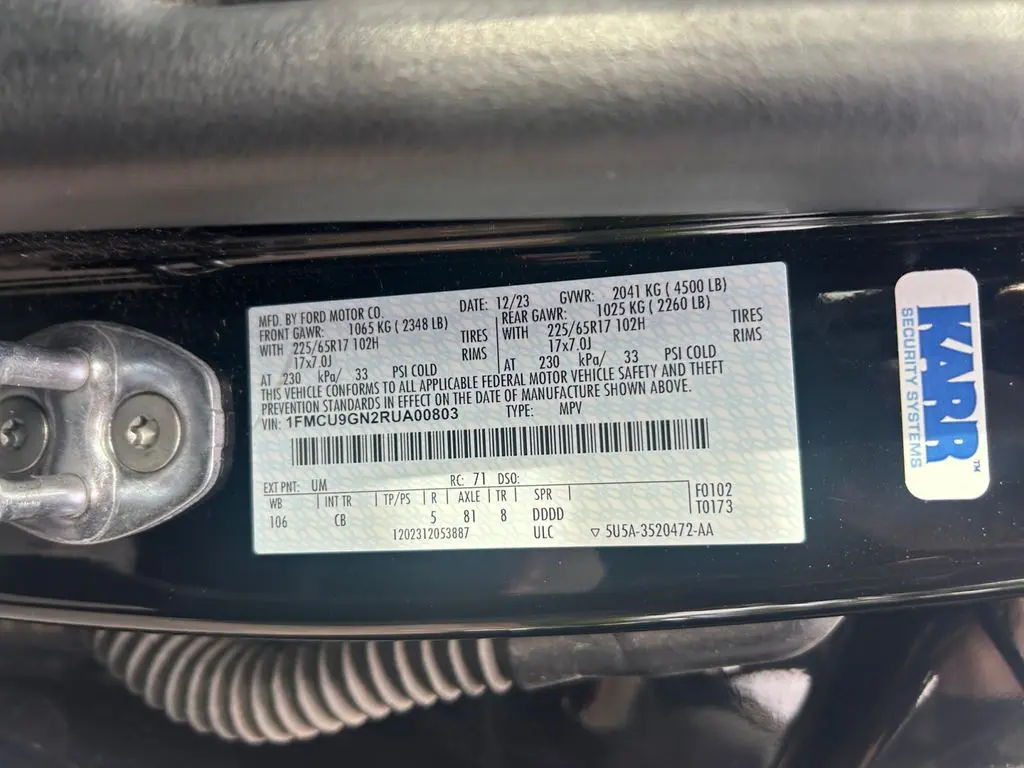 MFD. BY FORD MOTOR CO. DATE: 12/23 GVWR: 2041 KG ( 4500 LB)
FRONT GAWR: 1065 KG ( 2348 LB) REAR GAWR: 1025 KG ( 2260 LB)
WITH 225/65R17 102H TIRES WITH 225/65R17 102H TIRES
17x7.0J RIMS 17x7.0J RIMS
AT 230 kPa/ 33 PSI COLD AT 230 kPa/ 33 PSI COLD
THIS VEHICLE CONFORMS TO ALL APPLICABLE FEDERAL MOTOR VEHICLE SAFETY AND THEFT
PREVENTION STANDARDS IN EFFECT ON THE DATE OF MANUFACTURE SHOWN ABOVE.
VIN: 1FMCU9GN2RUA00803 TYPE: MPV
EXT PNT: UM RC: 71 DSO:
WB INT TR TP/PS R AXLE TR SPR F0102
106 CB 5 81 8 DDDD T0173
1202312053887 ULC ▽ 5U5A-3520472-AA
KARR™
SECURITY SYSTEMS